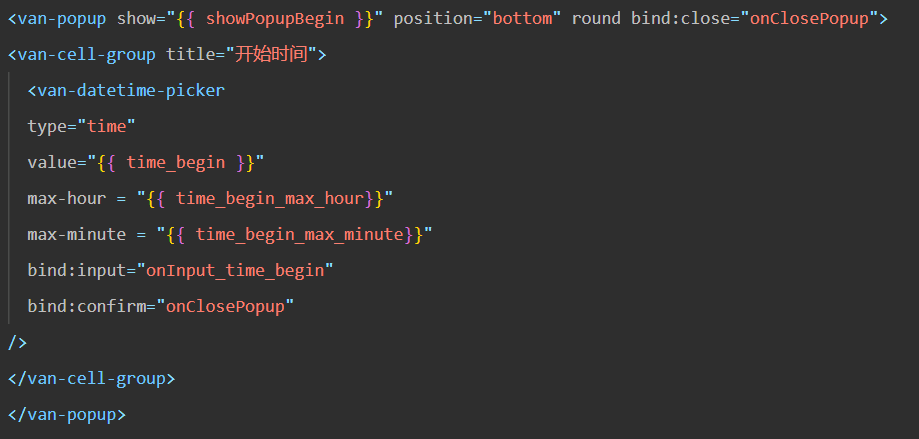 <van-popup show="{{ showPopupBegin }}" position="bottom" round bind:close="onClosePopup">
<van-cell-group title="开始时间">
<van-datetime-picker
type="time"
value="{{ time_begin }}"
max-hour = "{{ time_begin_max_hour}}"
max-minute = "{{ time_begin_max_minute}}"
bind:input="onInput_time_begin"
bind:confirm="onClosePopup"
/>
</van-cell-group>
</van-popup>